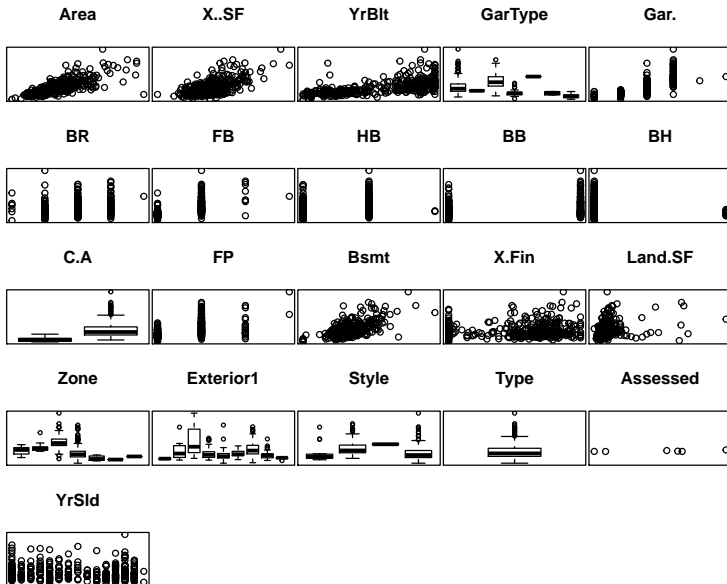 Area X..SF YrBlt GarType Gar.
BR FB HB BB BH
C.A FP Bsmt X.Fin Land.SF
Zone Exterior1 Style Type Assessed
YrSld